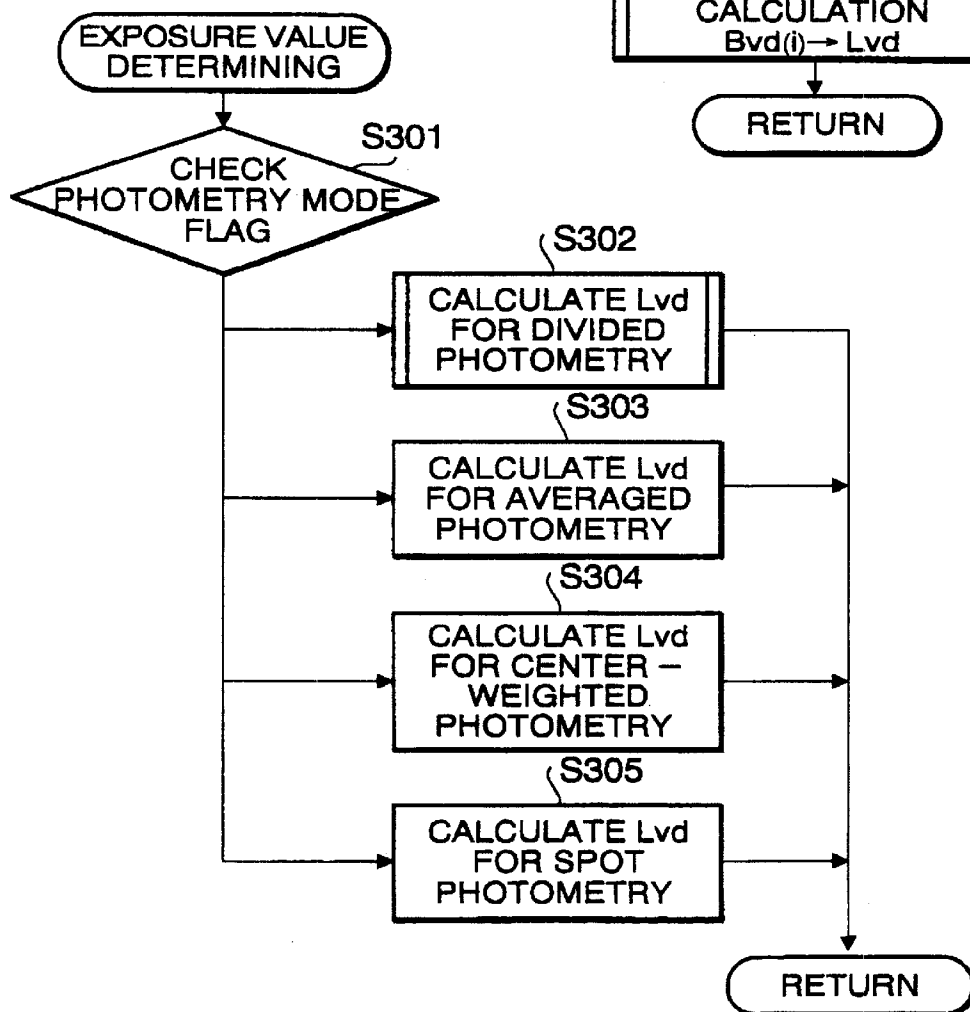 CALCULATION
Bvd(i)→ Lvd
RETURN
EXPOSURE VALUE
DETERMINING
S301
CHECK
PHOTOMETRY MODE
FLAG
S302
CALCULATE Lvd
FOR DIVIDED
PHOTOMETRY
S303
CALCULATE Lvd
FOR AVERAGED
PHOTOMETRY
S304
CALCULATE Lvd
FOR CENTER –
WEIGHTED
PHOTOMETRY
S305
CALCULATE Lvd
FOR SPOT
PHOTOMETRY
RETURN